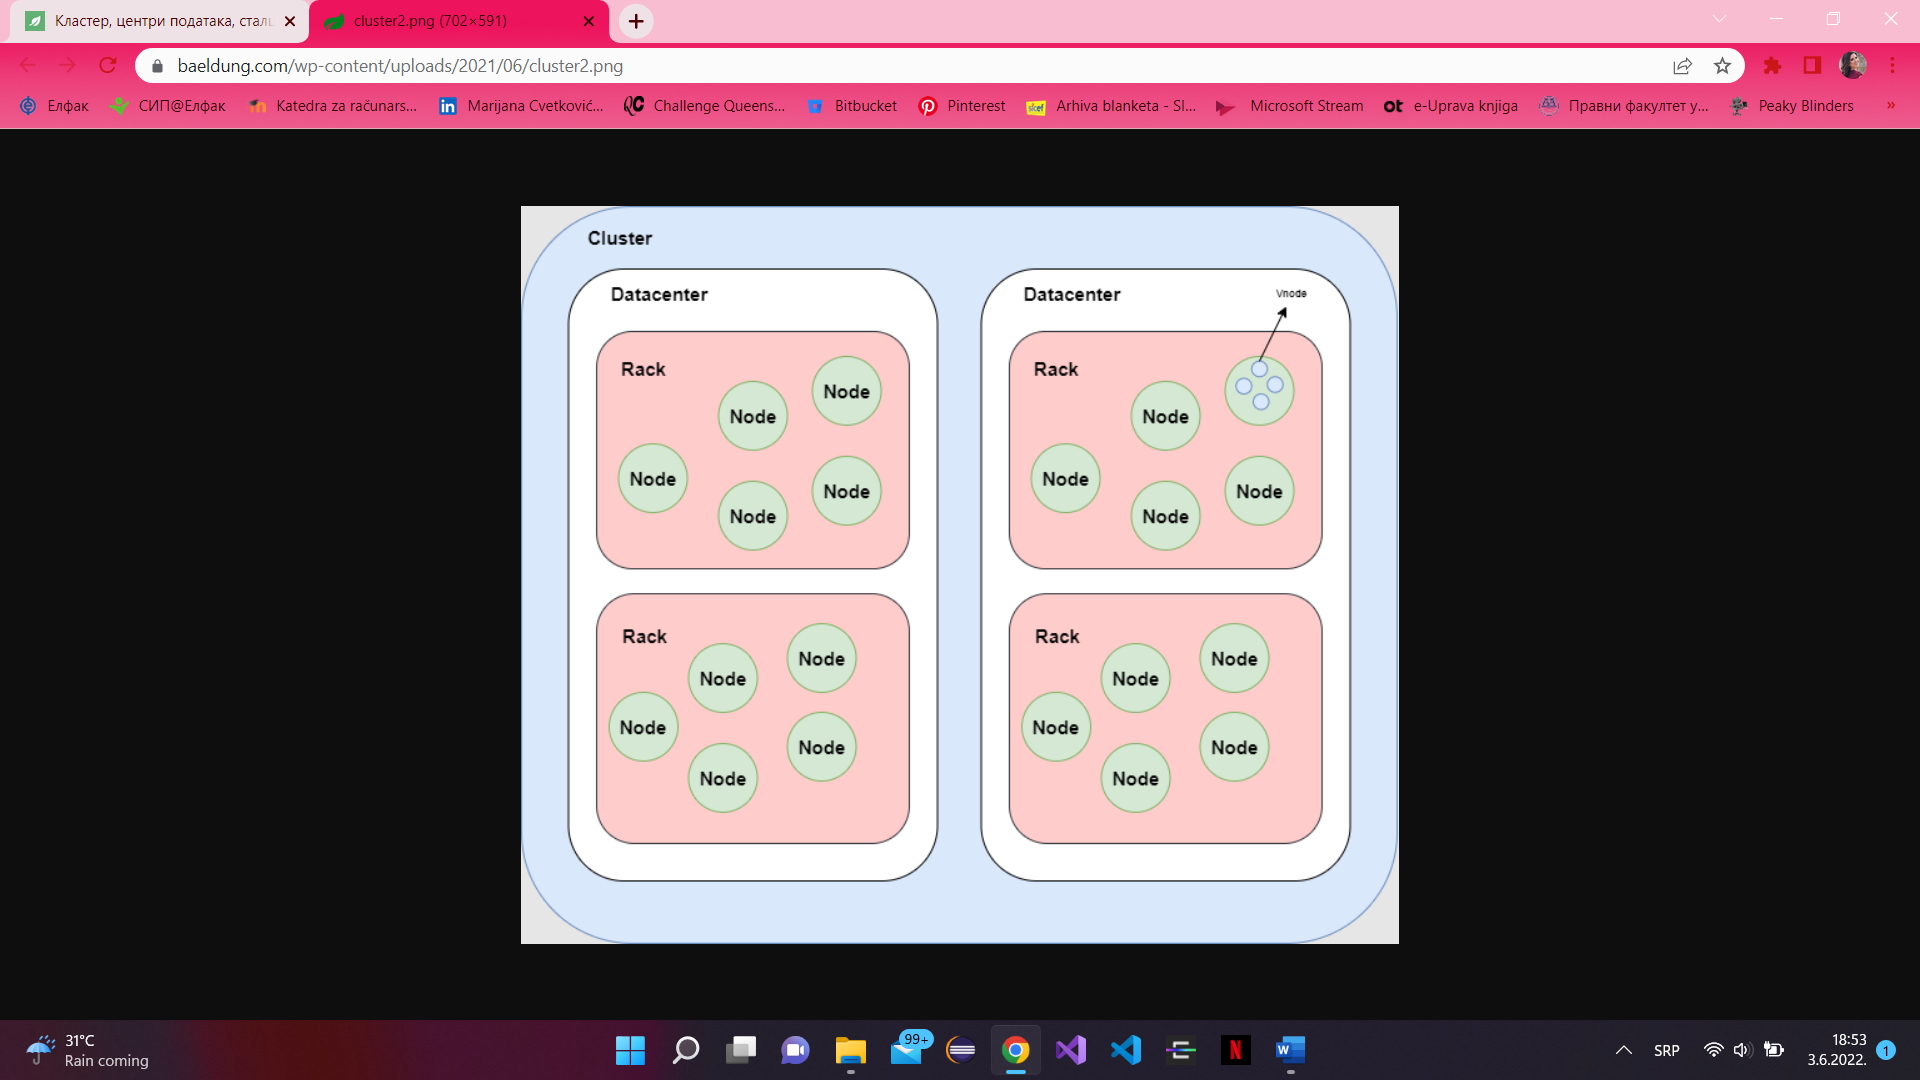 Кластер, центри података, стал
cluster2.png (702×591)
baeldung.com/wp-content/uploads/2021/06/cluster2.png
Елфак
СИП@Елфак
Katedra za računars...
Marijana Cvetković...
Challenge Queens...
Bitbucket
Pinterest
Arhiva blanketa - Sl...
Microsoft Stream
e-Uprava knjiga
Правни факултет у...
Peaky Blinders
»
Cluster
Datacenter
Rack
Node
Node
Node
Node
Node
Rack
Node
Node
Node
Node
Node
Datacenter
Vnode
Rack
Node
Node
Node
Node
Rack
Node
Node
Node
Node
Node
31°C
Rain coming
99+
SRP
18:53
3.6.2022.
1